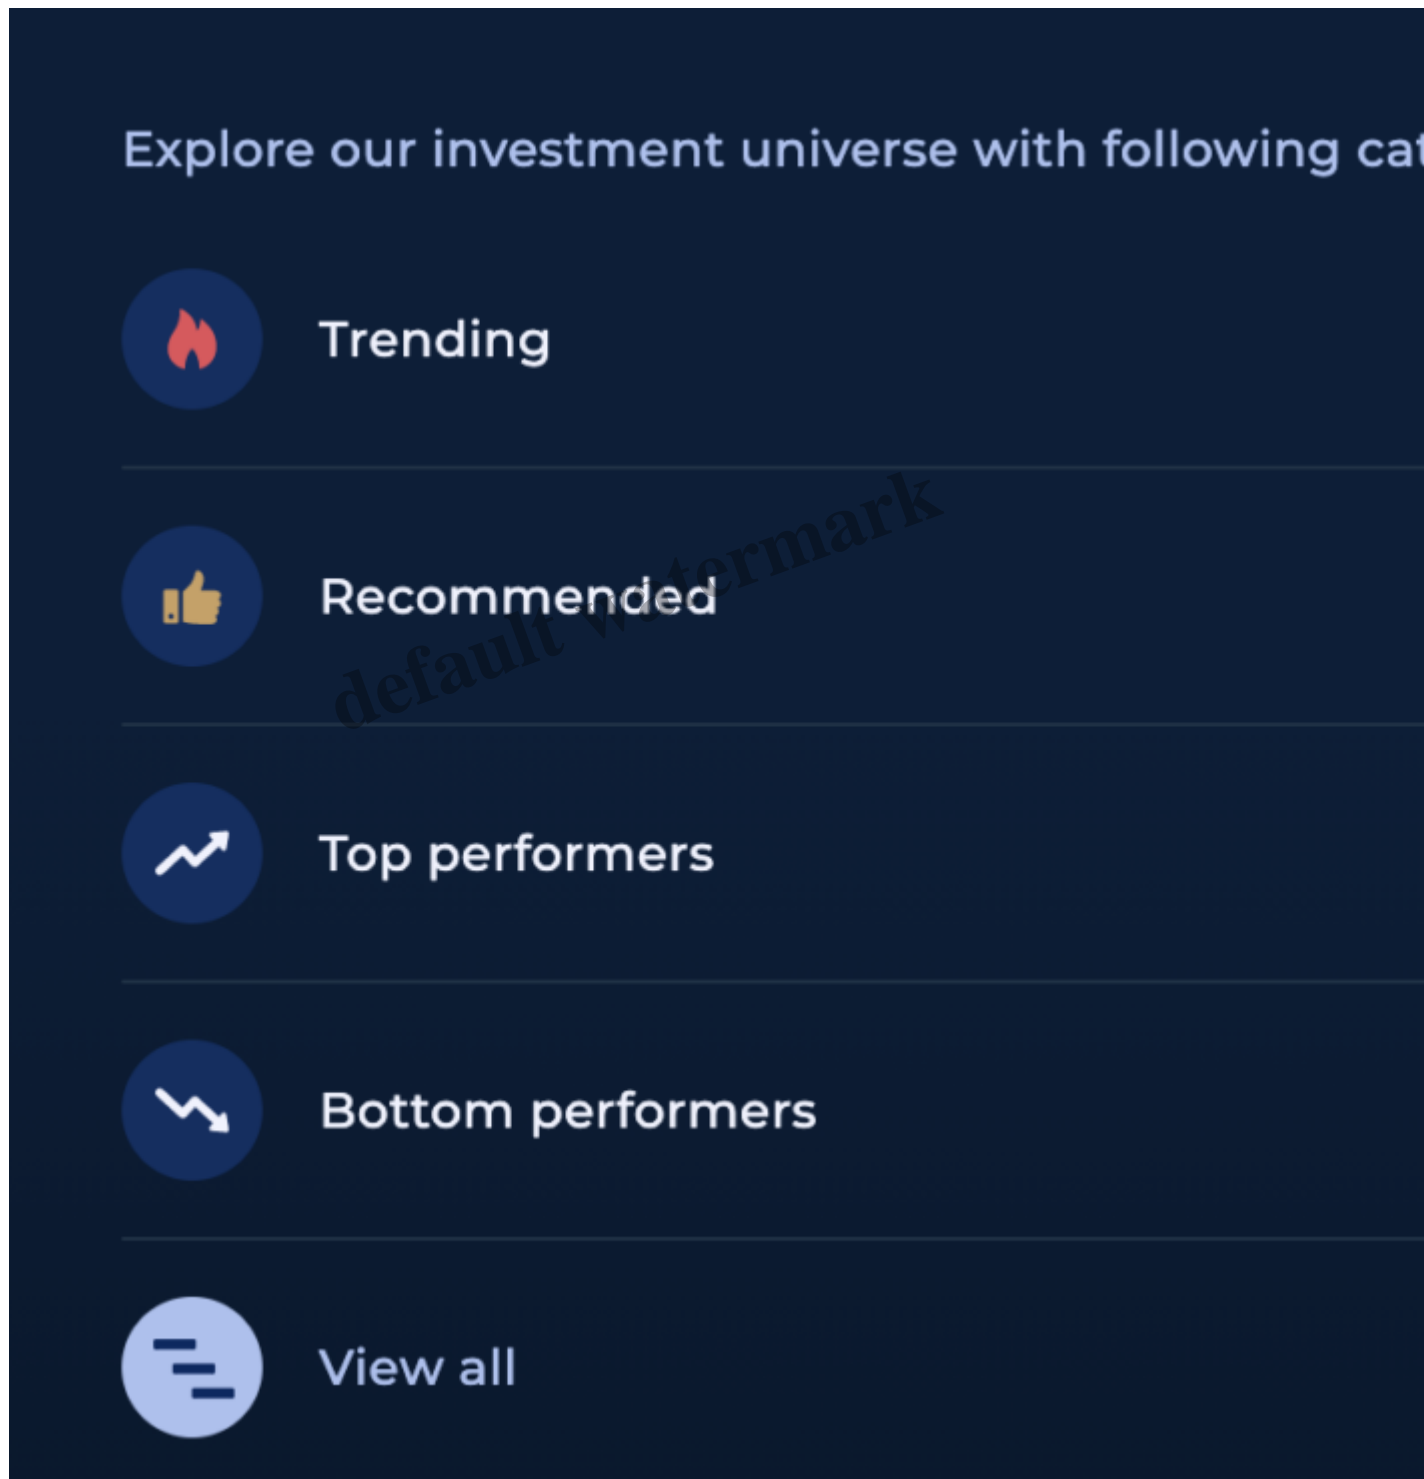 Explore our investment universe with following cat
Trending
Recommended
default watermark
Top performers
Bottom performers
View all